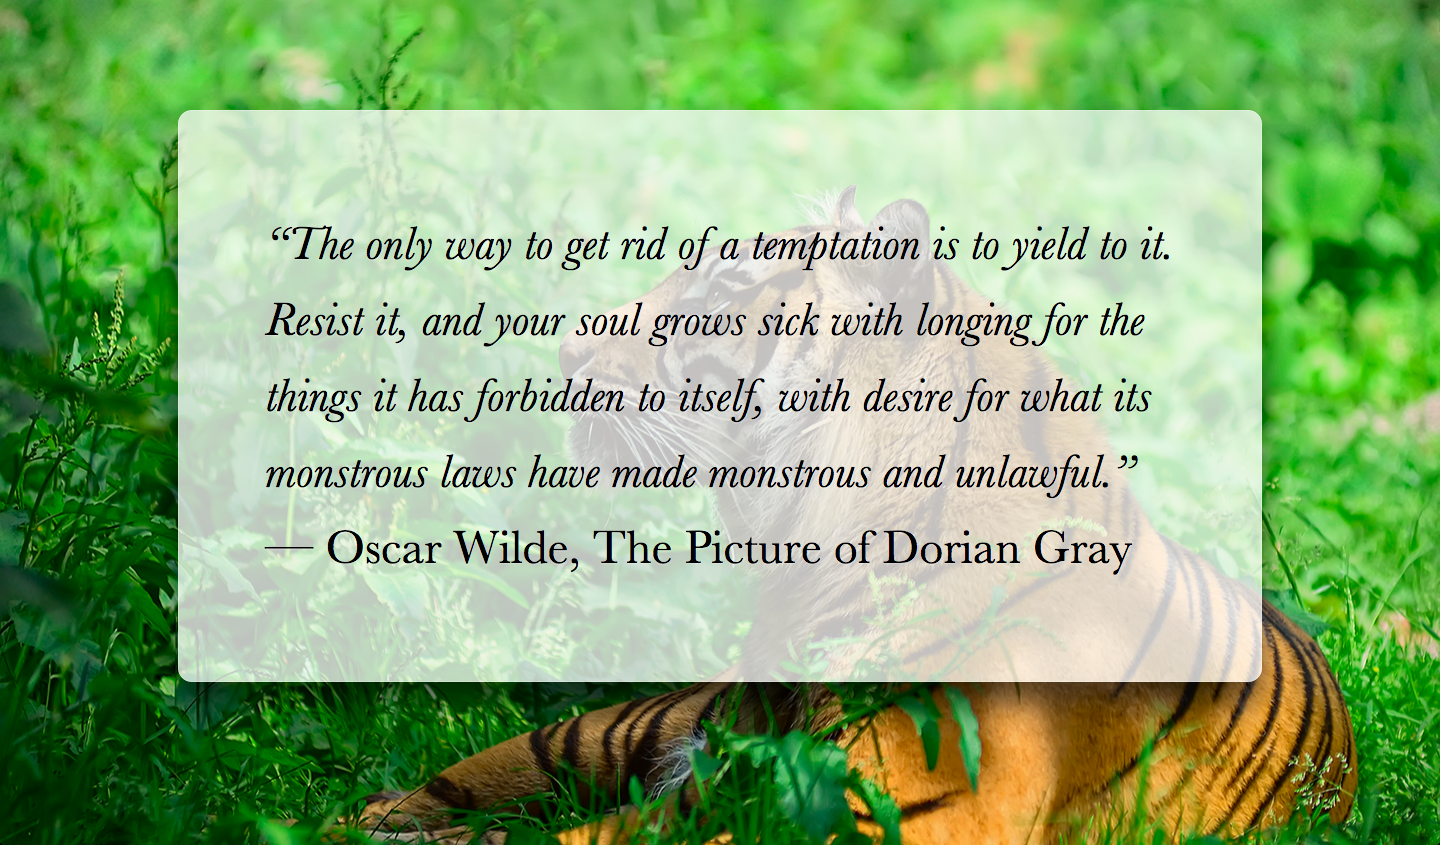 “The only way to get rid of a temptation is to yield to it.
Resist it, and your soul grows sick with longing for the
things it has forbidden to itself, with desire for what its
monstrous laws have made monstrous and unlawful.”
— Oscar Wilde, The Picture of Dorian Gray